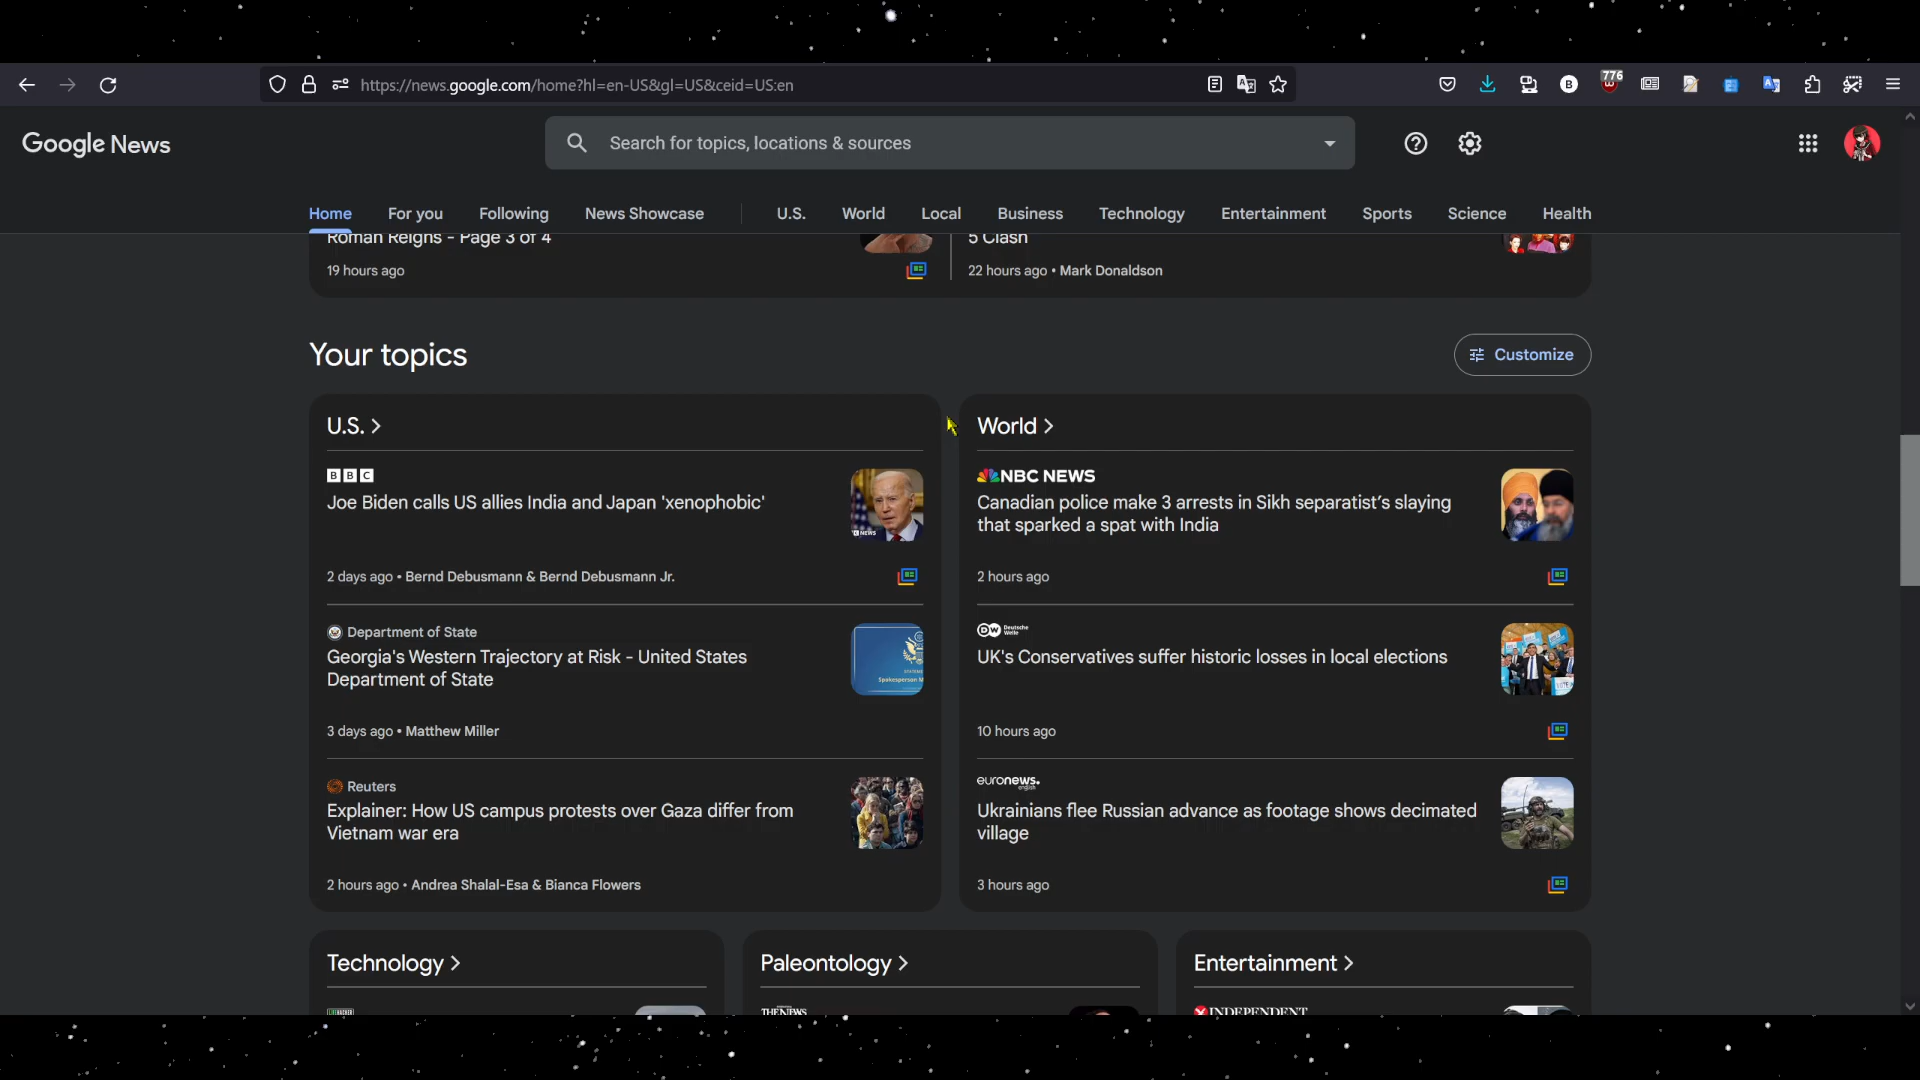 776
https://news.google.com/home?hl=en-US&gl=US&ceid=US:en
Google News
Search for topics, locations & sources
Home
For you
Following
News Showcase
U.S.
World
Local
Business
Technology
Entertainment
Sports
Science
Health
Roman Reigns - Page 3 of 4
19 hours ago
5 Clash
22 hours ago • Mark Donaldson
Your topics
Customize
U.S.
BBC
Joe Biden calls US allies India and Japan 'xenophobic'
2 days ago • Bernd Debusmann & Bernd Debusmann Jr.
Department of State
Georgia's Western Trajectory at Risk - United States
Department of State
3 days ago • Matthew Miller
Reuters
Explainer: How US campus protests over Gaza differ from
Vietnam war era
2 hours ago • Andrea Shalal-Esa & Bianca Flowers
World
NBC NEWS
Canadian police make 3 arrests in Sikh separatist’s slaying
that sparked a spat with India
2 hours ago
DW Deutsche
Welle
UK's Conservatives suffer historic losses in local elections
10 hours ago
euronews.
english
Ukrainians flee Russian advance as footage shows decimated
village
3 hours ago
Technology
Paleontology
THE NEWS
Entertainment
INDEPENDENT